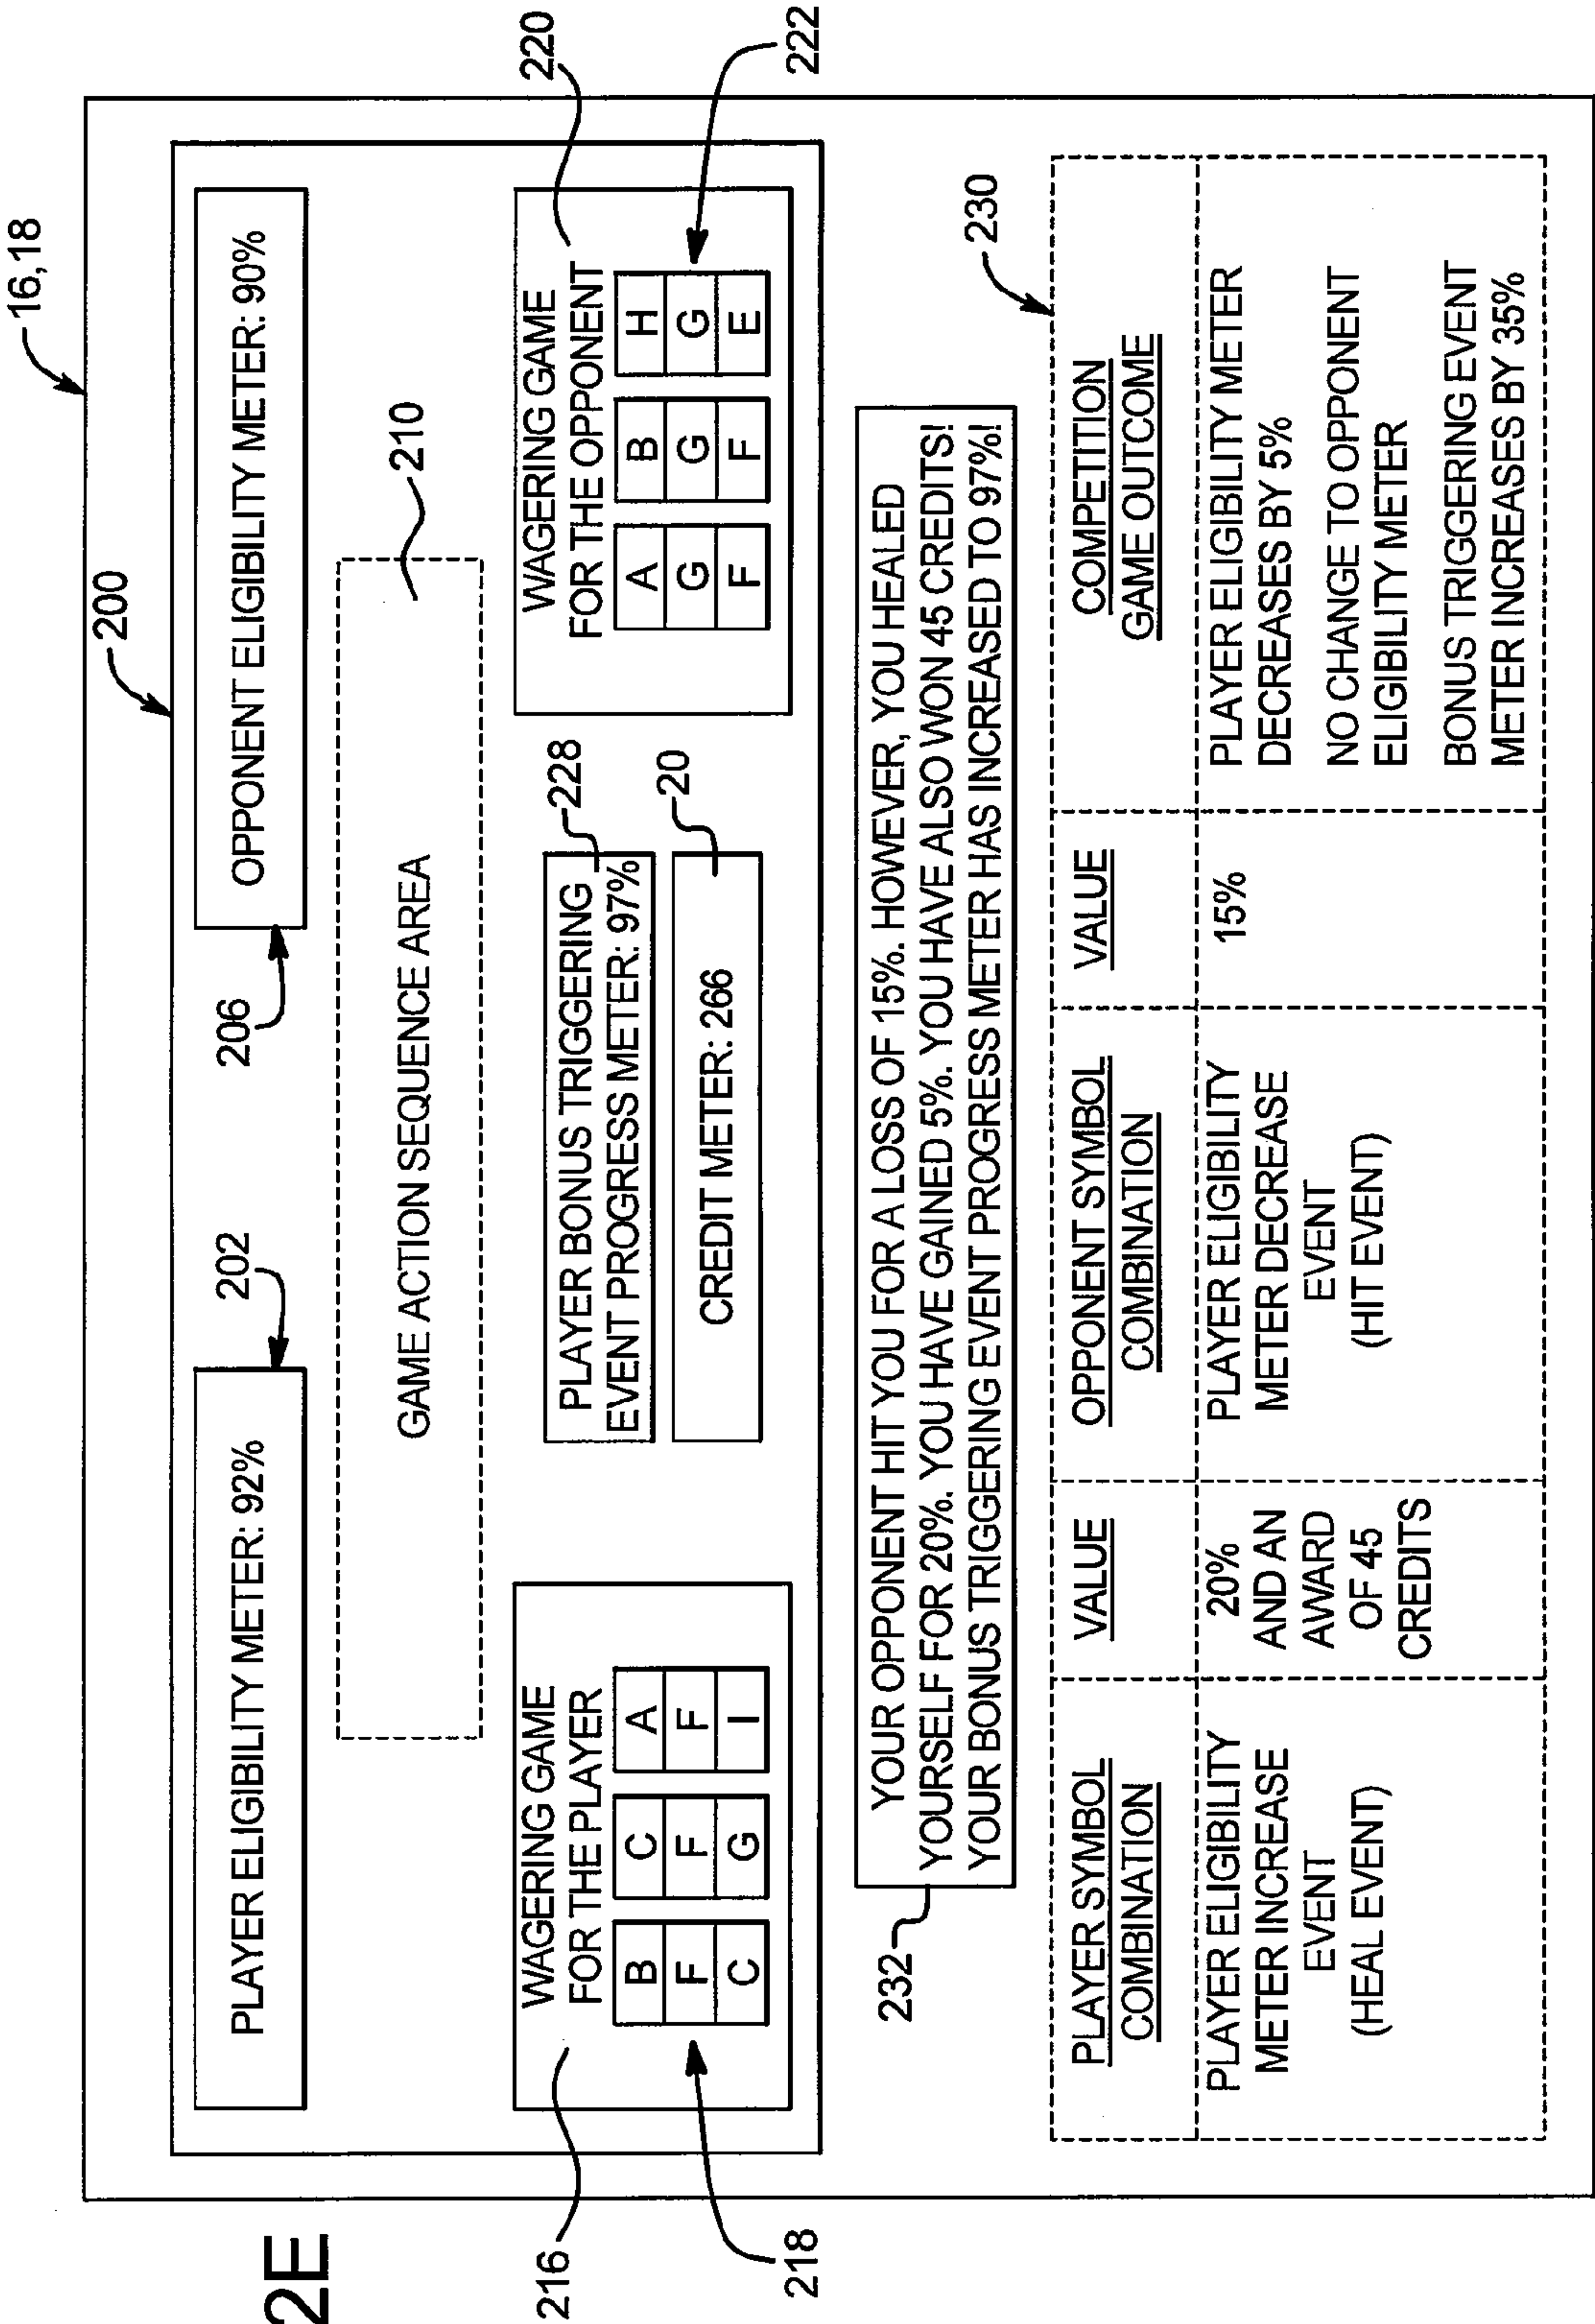 2E
16,18
200
202
PLAYER ELIGIBILITY METER: 92%
206
OPPONENT ELIGIBILITY METER: 90%
210
GAME ACTION SEQUENCE AREA
216
WAGERING GAME
FOR THE PLAYER
B C A
F F F
C G I
218
PLAYER BONUS TRIGGERING
EVENT PROGRESS METER: 97%
228
CREDIT METER: 266
20
WAGERING GAME
FOR THE OPPONENT
A B H
G G G
F F E
220
222
232
YOUR OPPONENT HIT YOU FOR A LOSS OF 15%. HOWEVER, YOU HEALED
YOURSELF FOR 20%. YOU HAVE GAINED 5%. YOU HAVE ALSO WON 45 CREDITS!
YOUR BONUS TRIGGERING EVENT PROGRESS METER HAS INCREASED TO 97%!
230
PLAYER SYMBOL
COMBINATION
VALUE
OPPONENT SYMBOL
COMBINATION
VALUE
COMPETITION
GAME OUTCOME
PLAYER ELIGIBILITY
METER INCREASE
EVENT
(HEAL EVENT)
20%
AND AN
AWARD
OF 45
CREDITS
PLAYER ELIGIBILITY
METER DECREASE
EVENT
(HIT EVENT)
15%
PLAYER ELIGIBILITY METER
DECREASES BY 5%
NO CHANGE TO OPPONENT
ELIGIBILITY METER
BONUS TRIGGERING EVENT
METER INCREASES BY 35%